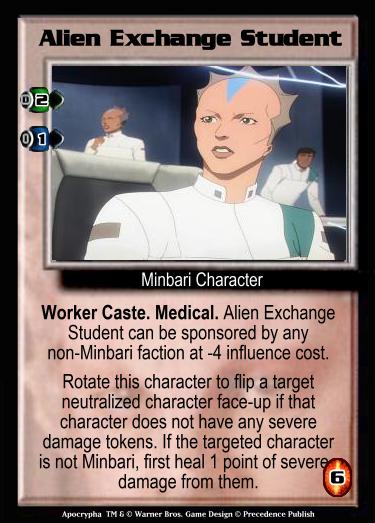 Alien Exchange Student
2
1
Minbari Character
Worker Caste. Medical. Alien Exchange
Student can be sponsored by any
non-Minbari faction at -4 influence cost.
Rotate this character to flip a target
neutralized character face-up if that
character does not have any severe
damage tokens. If the targeted character
is not Minbari, first heal 1 point of severe
damage from them.
6
Apocrypha TM & © Warner Bros. Game Design © Precedence Publish